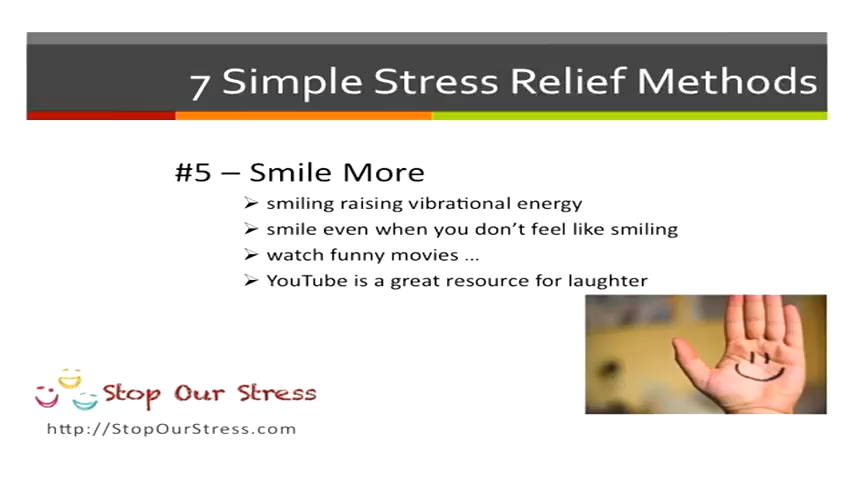 7 Simple Stress Relief Methods
#5 – Smile More
➢ smiling raising vibrational energy
➢ smile even when you don’t feel like smiling
➢ watch funny movies ...
➢ YouTube is a great resource for laughter
Stop Our Stress
http://StopOurStress.com